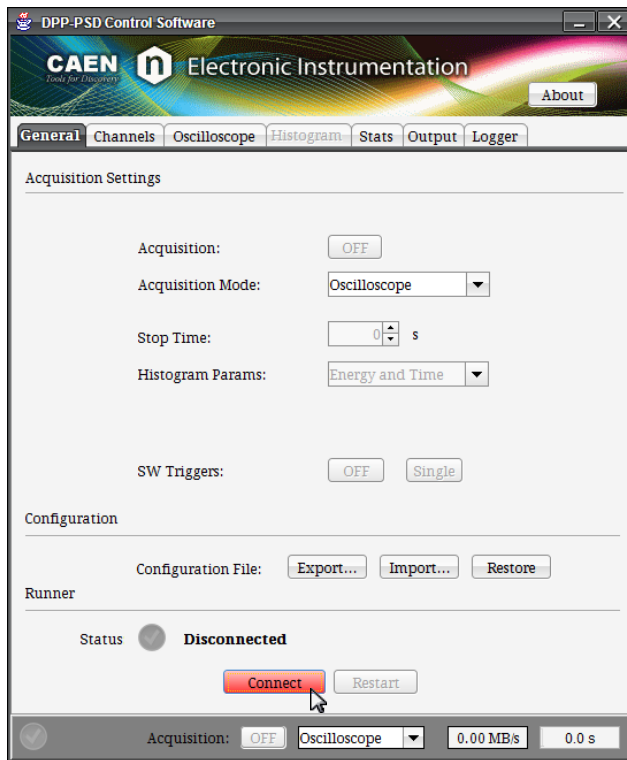 DPP-PSD Control Software
CAEN n Electronic Instrumentation
Tools for Discovery
About
General Channels Oscilloscope Histogram Stats Output Logger
Acquisition Settings
Acquisition: OFF
Acquisition Mode: Oscilloscope
Stop Time: 0 s
Histogram Params: Energy and Time
SW Triggers: OFF Single
Configuration
Configuration File: Export... Import... Restore
Runner
Status Disconnected
Connect Restart
Acquisition: OFF Oscilloscope 0.00 MB/s 0.0 s